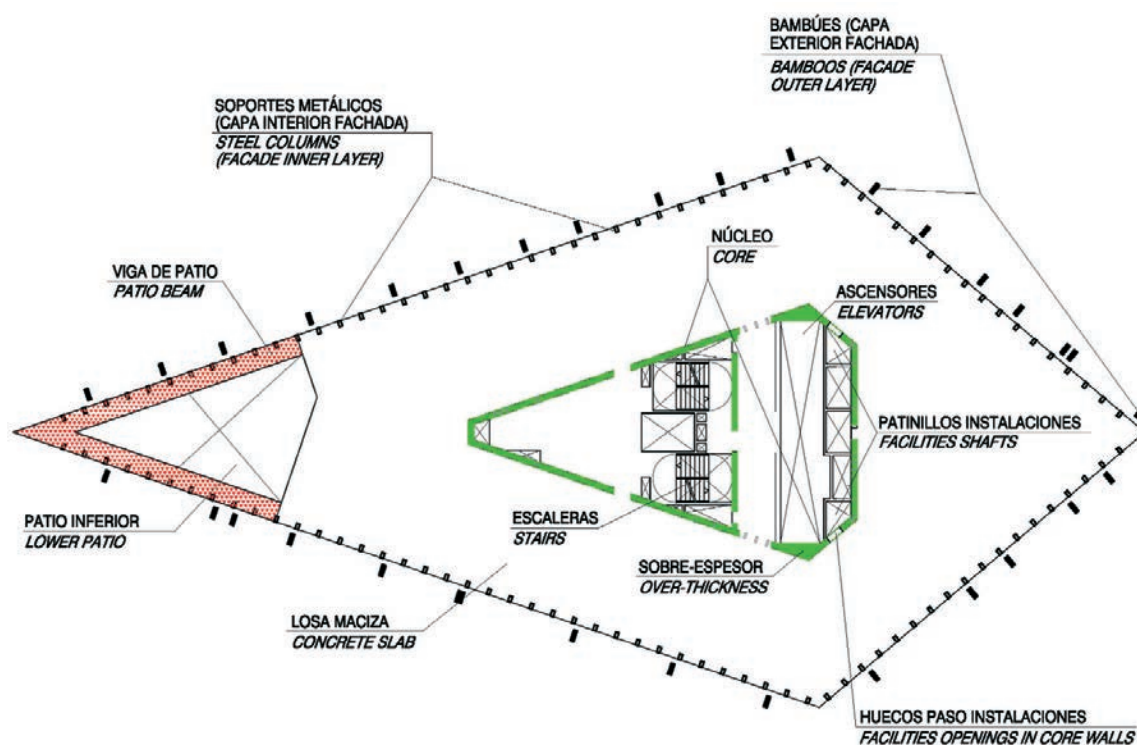 BAMBÚES (CAPA
EXTERIOR FACHADA)
BAMBOOS (FACADE
OUTER LAYER)
SOPORTES METÁLICOS
(CAPA INTERIOR FACHADA)
STEEL COLUMNS
(FACADE INNER LAYER)
NÚCLEO
CORE
VIGA DE PATIO
PATIO BEAM
ASCENSORES
ELEVATORS
PATINILLOS INSTALACIONES
FACILITIES SHAFTS
PATIO INFERIOR
LOWER PATIO
ESCALERAS
STAIRS
SOBRE-ESPESOR
OVER-THICKNESS
LOSA MACIZA
CONCRETE SLAB
HUECOS PASO INSTALACIONES
FACILITIES OPENINGS IN CORE WALLS